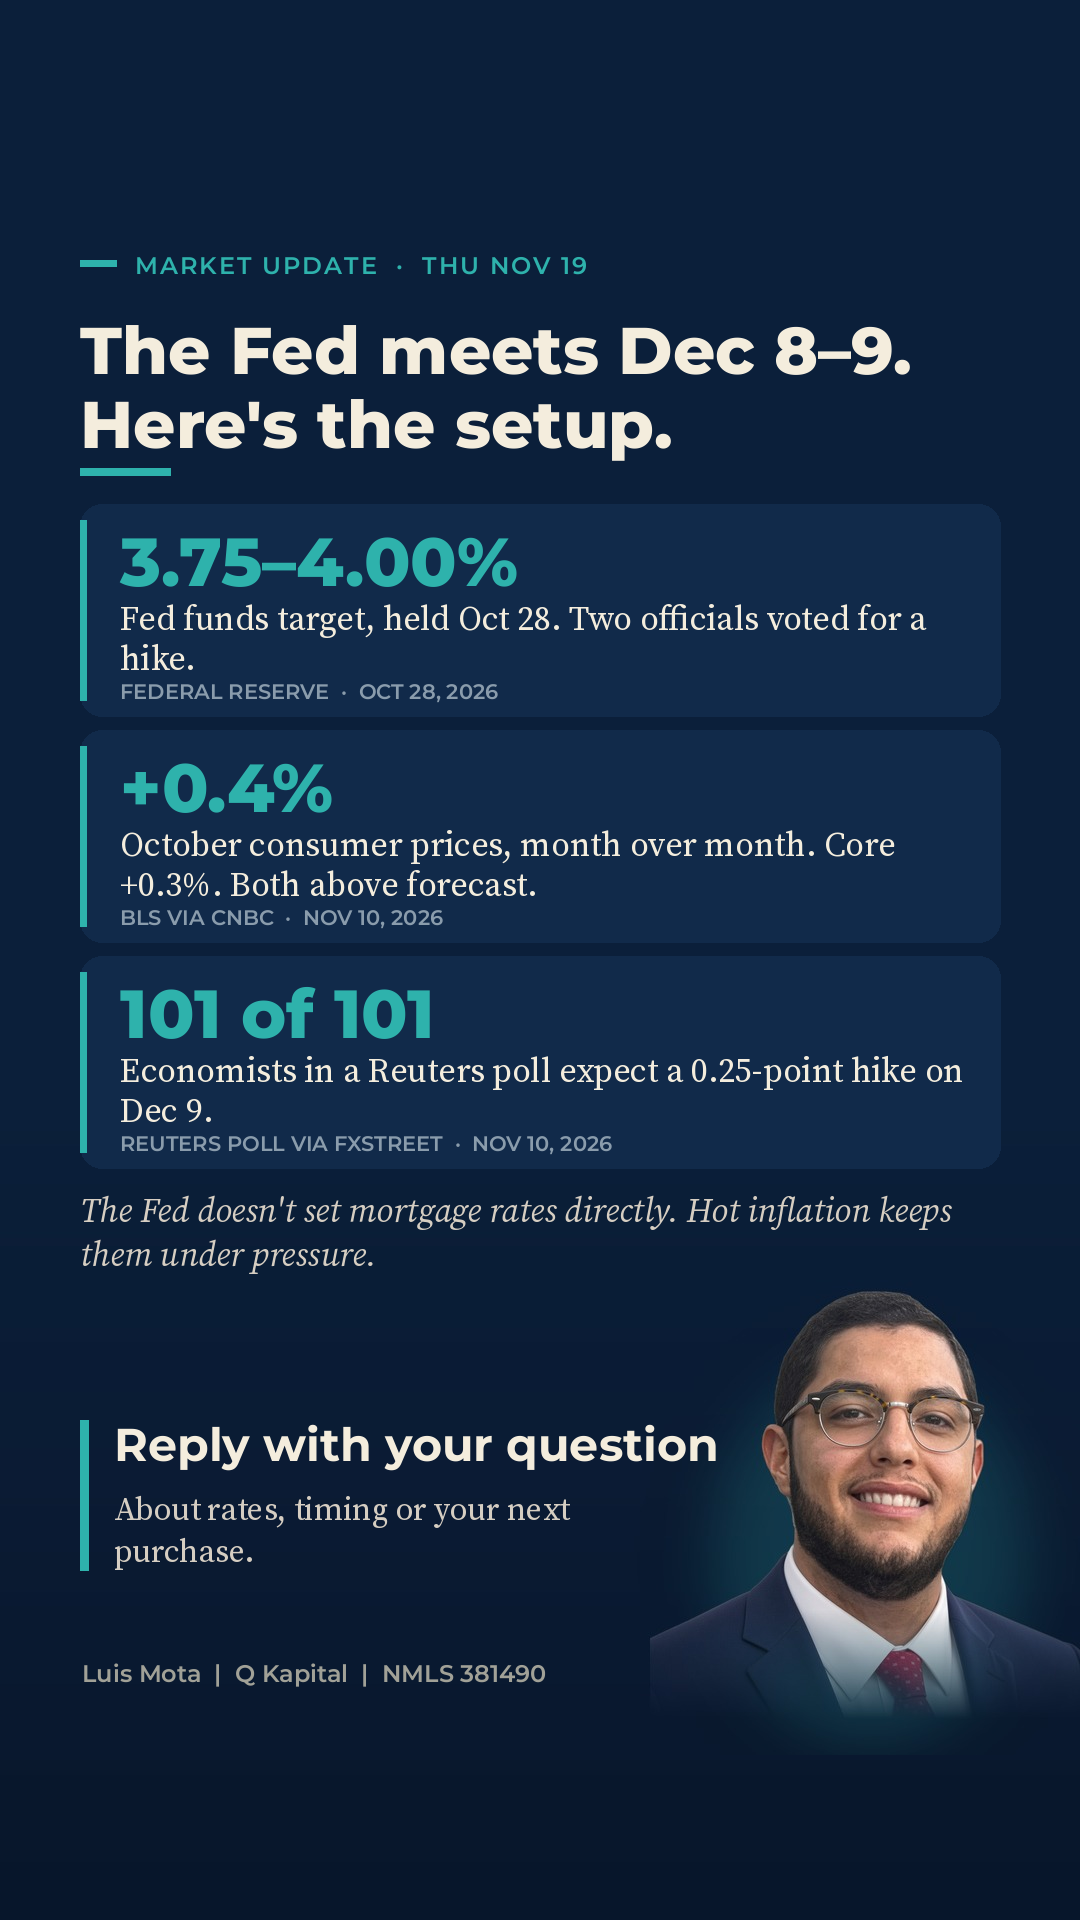 MARKET UPDATE · THU NOV 19
The Fed meets Dec 8–9.
Here's the setup.
3.75–4.00%
Fed funds target, held Oct 28. Two officials voted for a
hike.
FEDERAL RESERVE · OCT 28, 2026
+0.4%
October consumer prices, month over month. Core
+0.3%. Both above forecast.
BLS VIA CNBC · NOV 10, 2026
101 of 101
Economists in a Reuters poll expect a 0.25-point hike on
Dec 9.
REUTERS POLL VIA FXSTREET · NOV 10, 2026
The Fed doesn't set mortgage rates directly. Hot inflation keeps
them under pressure.
Reply with your question
About rates, timing or your next
purchase.
Luis Mota | Q Kapital | NMLS 381490